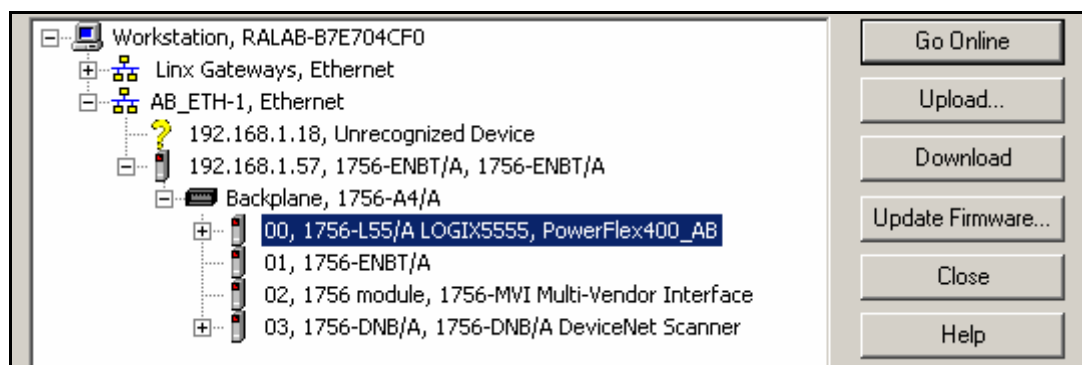 Workstation, RALAB-B7E704CF0
Linx Gateways, Ethernet
AB_ETH-1, Ethernet
192.168.1.18, Unrecognized Device
192.168.1.57, 1756-ENBT/A, 1756-ENBT/A
Backplane, 1756-A4/A
00, 1756-L55/A LOGIX5555, PowerFlex400_AB
01, 1756-ENBT/A
02, 1756 module, 1756-MVI Multi-Vendor Interface
03, 1756-DNB/A, 1756-DNB/A DeviceNet Scanner
Go Online
Upload...
Download
Update Firmware...
Close
Help